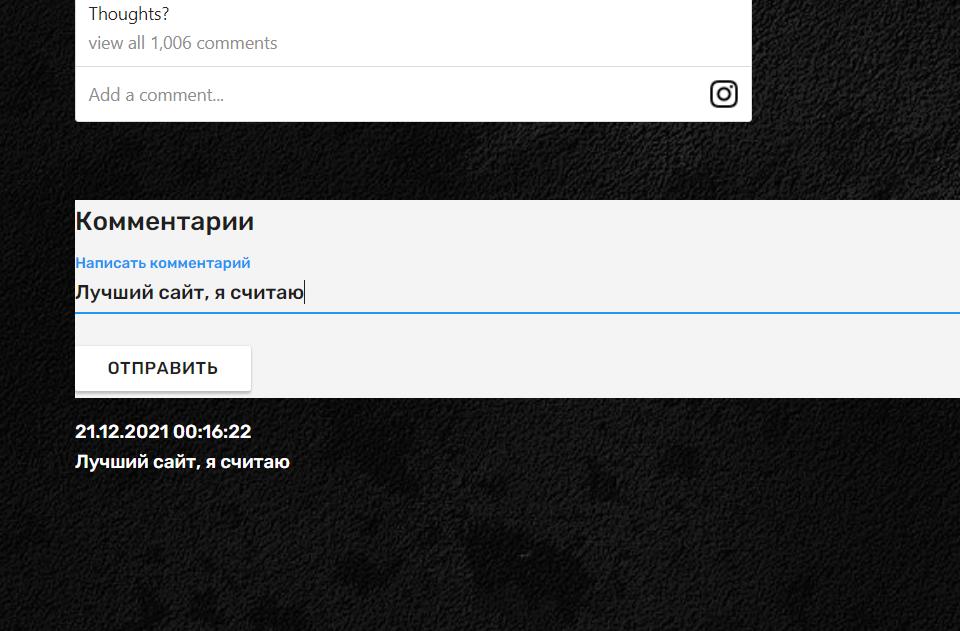 Thoughts?
view all 1,006 comments
Add a comment...
Комментарии
Написать комментарий
Лучший сайт, я считаю
ОТПРАВИТЬ
21.12.2021 00:16:22
Лучший сайт, я считаю